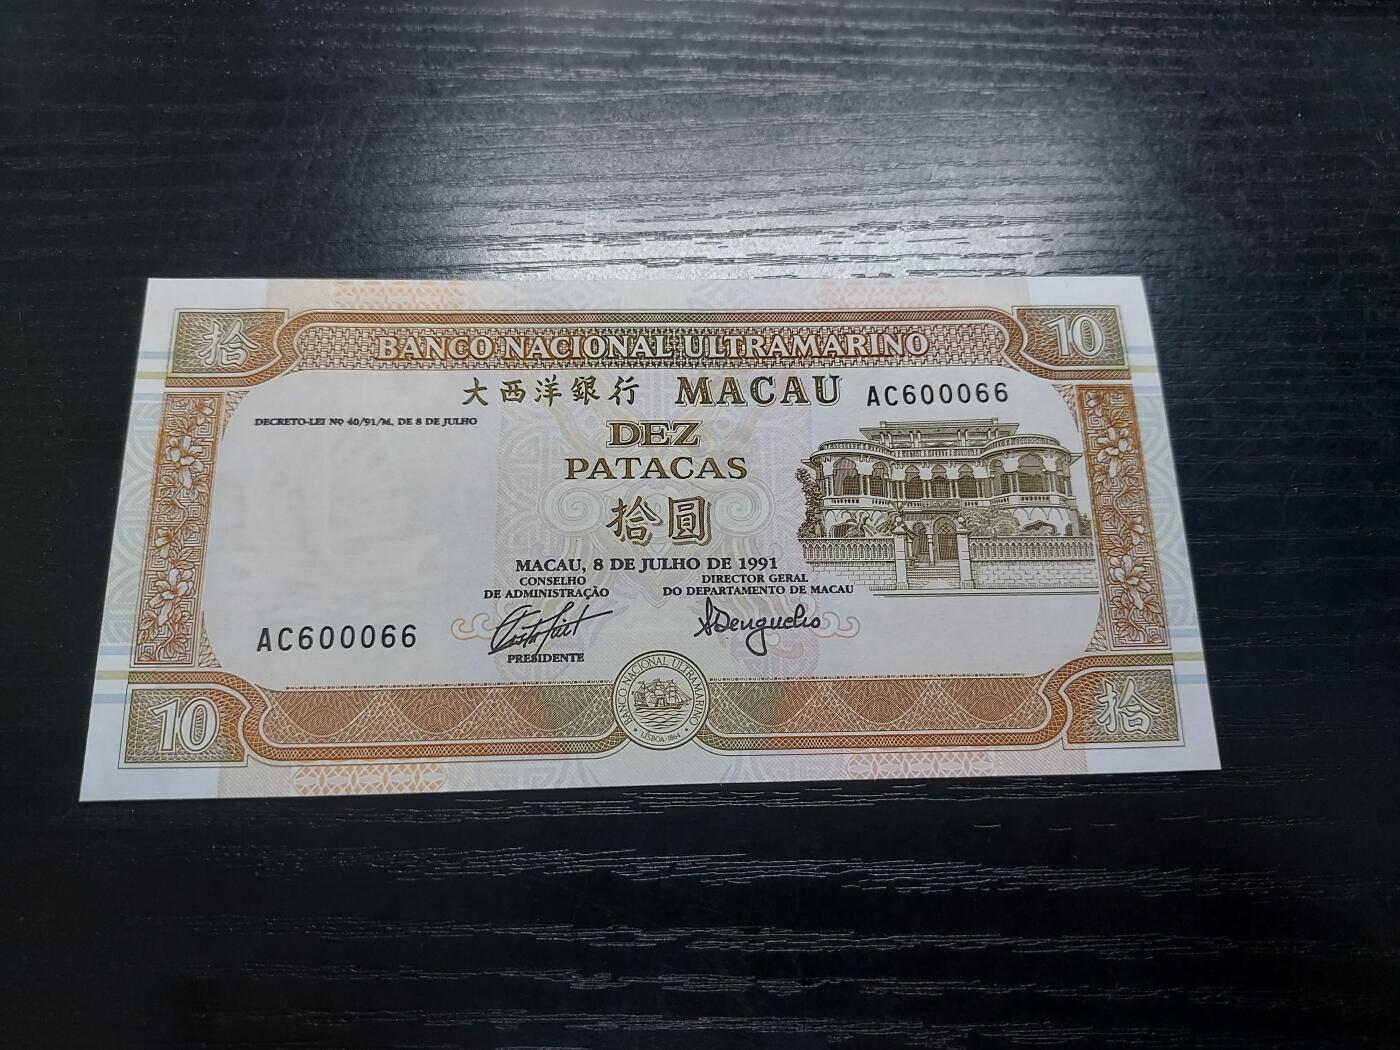 拾
BANCO NACIONAL ULTRAMARINO
10
大西洋銀行 MACAU AC600066
DECRETO-LEI Nº 40/91/M, DE 8 DE JULHO
DEZ
PATACAS
拾圓
MACAU, 8 DE JULHO DE 1991
CONSELHO
DE ADMINISTRAÇÃO
DIRECTOR GERAL
DO DEPARTAMENTO DE MACAU
AC600066
PRESIDENTE
10
BANCO NACIONAL ULTRAMARINO
LISBOA-1864
拾